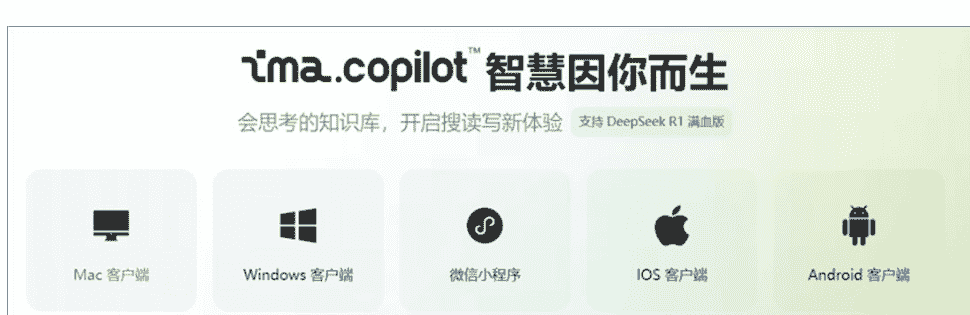 ima.copilot™ 智慧因你而生
会思考的知识库，开启搜读写新体验 支持 DeepSeek R1 满血版
Mac 客户端 Windows 客户端 微信小程序 IOS 客户端 Android 客户端